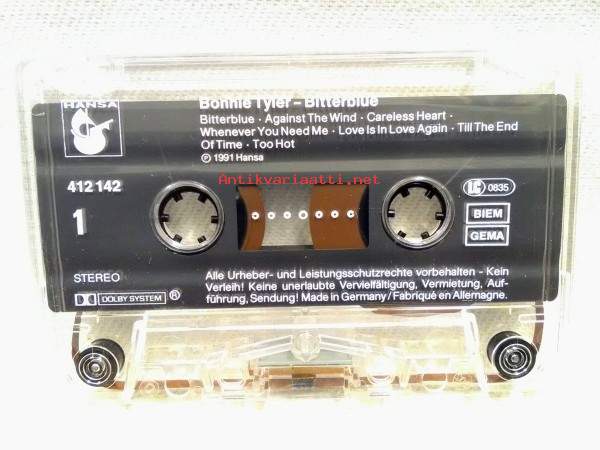 HANSA
Bonnie Tyler – Bitterblue
Bitterblue · Against The Wind · Careless Heart ·
Whenever You Need Me · Love Is In Love Again · Till The End
Of Time · Too Hot
Ⓟ 1991 Hansa
Antikvariaatti.net
412 142
LC 0835
1
BIEM
GEMA
STEREO
DOLBY SYSTEM ®
Alle Urheber- und Leistungsschutzrechte vorbehalten - Kein
Verleih! Keine unerlaubte Vervielfältigung, Vermietung, Auf-
führung, Sendung! Made in Germany / Fabriqué en Allemagne.